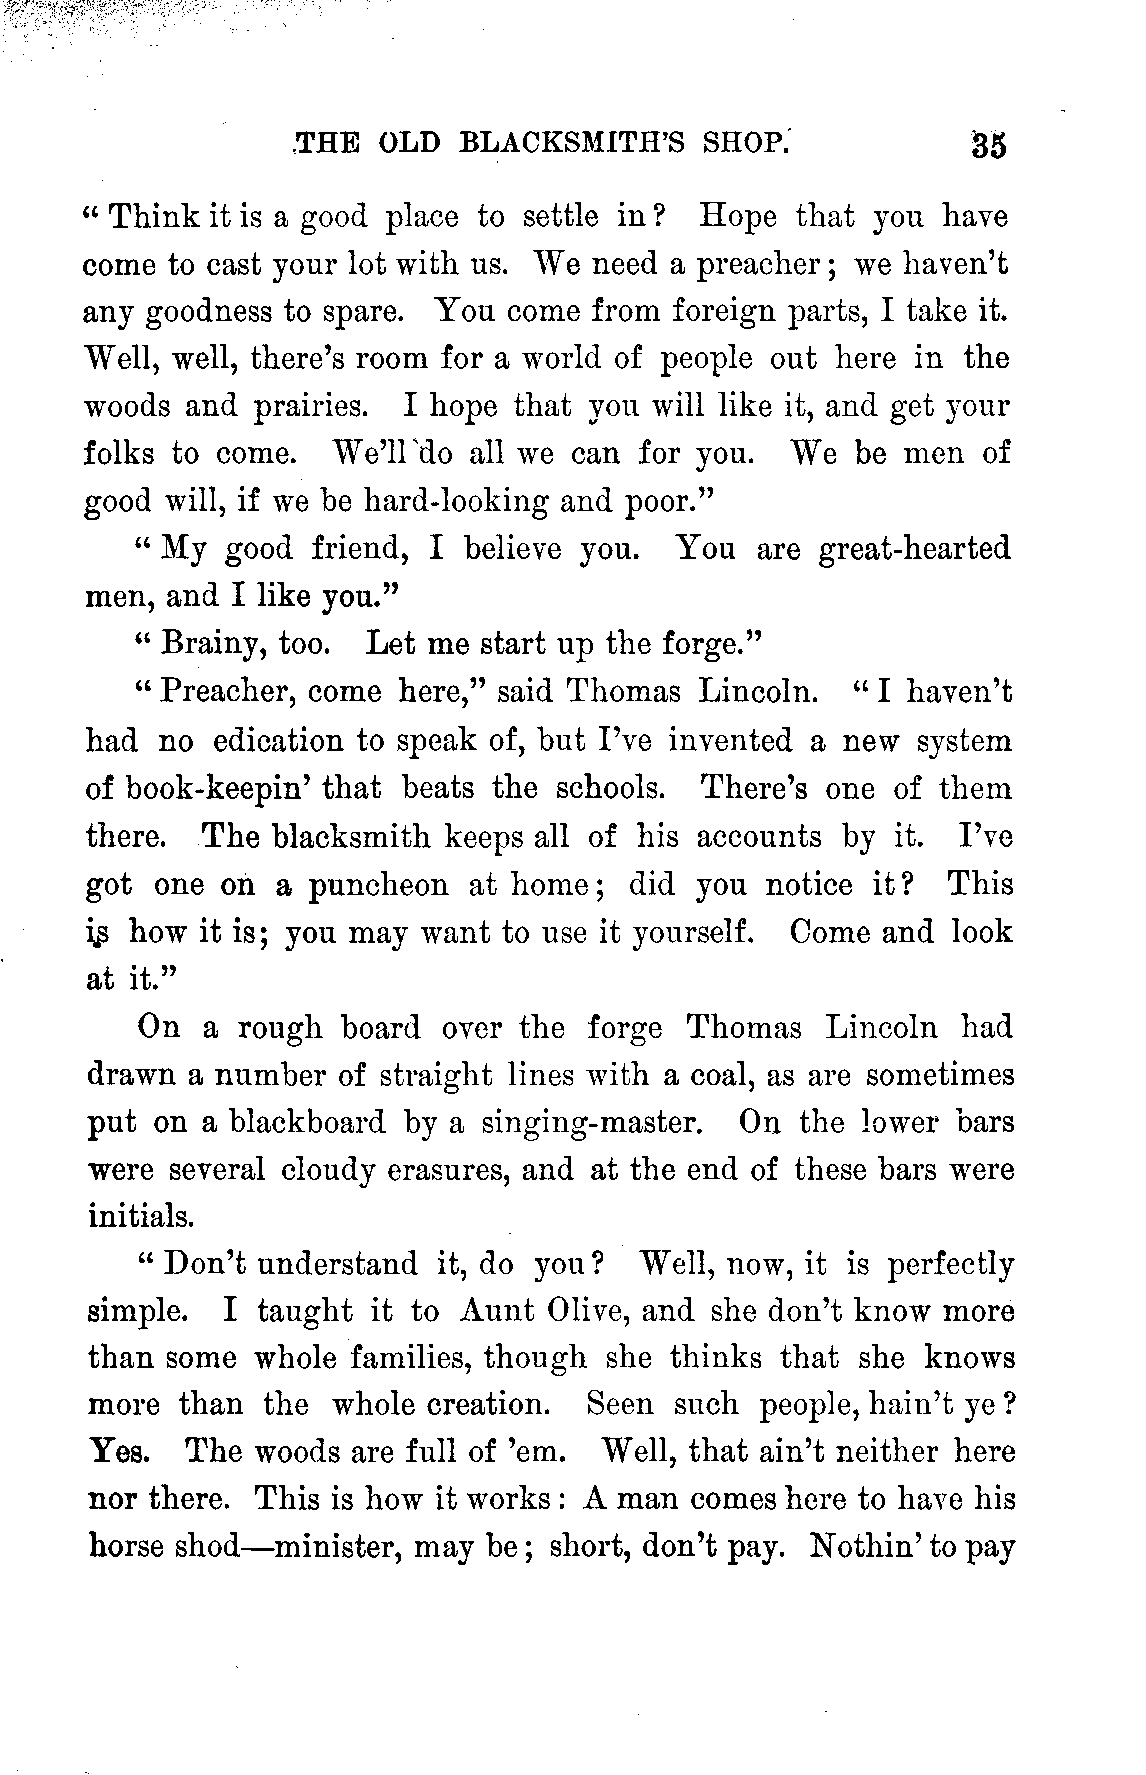 THE OLD BLACKSMITH'S SHOP. 35
“ Think it is a good place to settle in? Hope that you have
come to cast your lot with us. We need a preacher; we haven't
any goodness to spare. You come from foreign parts, I take it.
Well, well, there's room for a world of people out here in the
woods and prairies. I hope that you will like it, and get your
folks to come. We'll do all we can for you. We be men of
good will, if we be hard-looking and poor.”
“ My good friend, I believe you. You are great-hearted
men, and I like you.”
“ Brainy, too. Let me start up the forge.”
“ Preacher, come here,” said Thomas Lincoln. “ I haven't
had no edication to speak of, but I've invented a new system
of book-keepin' that beats the schools. There's one of them
there. The blacksmith keeps all of his accounts by it. I've
got one on a puncheon at home; did you notice it? This
is how it is; you may want to use it yourself. Come and look
at it.”
On a rough board over the forge Thomas Lincoln had
drawn a number of straight lines with a coal, as are sometimes
put on a blackboard by a singing-master. On the lower bars
were several cloudy erasures, and at the end of these bars were
initials.
“ Don't understand it, do you? Well, now, it is perfectly
simple. I taught it to Aunt Olive, and she don't know more
than some whole families, though she thinks that she knows
more than the whole creation. Seen such people, hain't ye?
Yes. The woods are full of 'em. Well, that ain't neither here
nor there. This is how it works: A man comes here to have his
horse shod—minister, may be; short, don't pay. Nothin' to pay